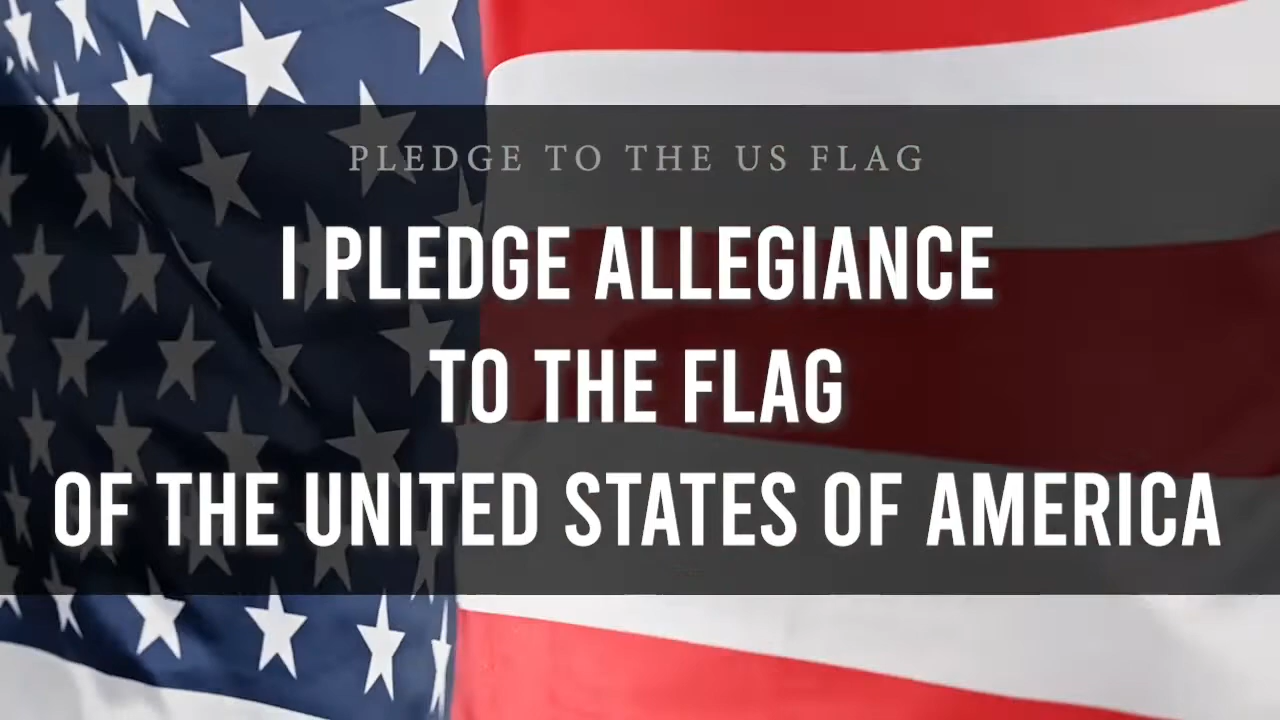 PLEDGE TO THE US FLAG
I PLEDGE ALLEGIANCE
TO THE FLAG
OF THE UNITED STATES OF AMERICA